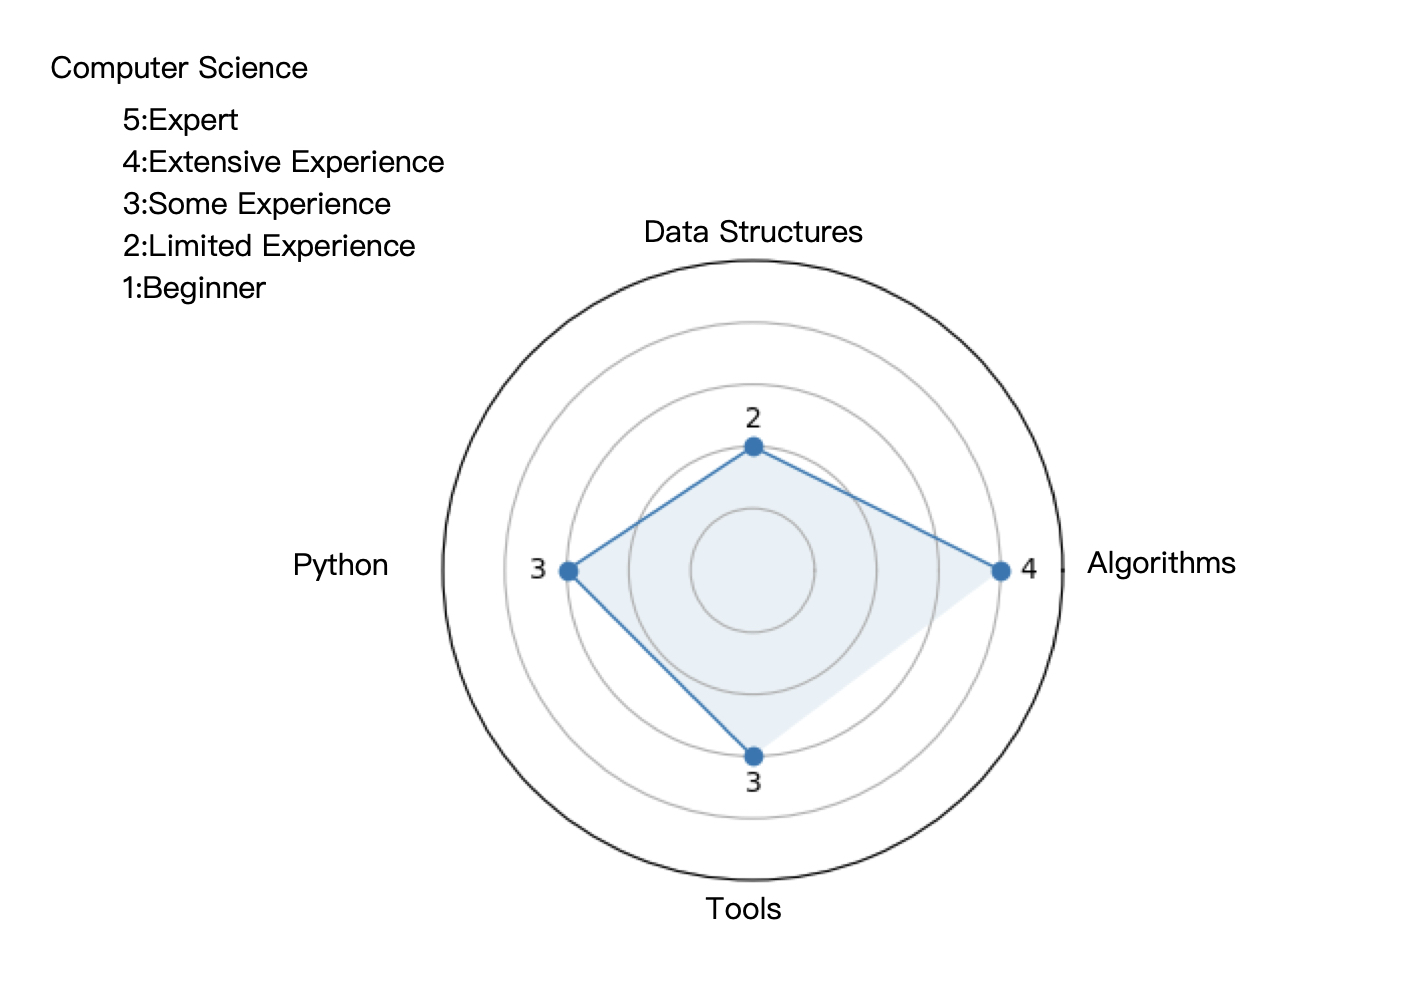 Computer Science
5:Expert
4:Extensive Experience
3:Some Experience
2:Limited Experience
1:Beginner
Data Structures
2
Python
3
4
Algorithms
3
Tools